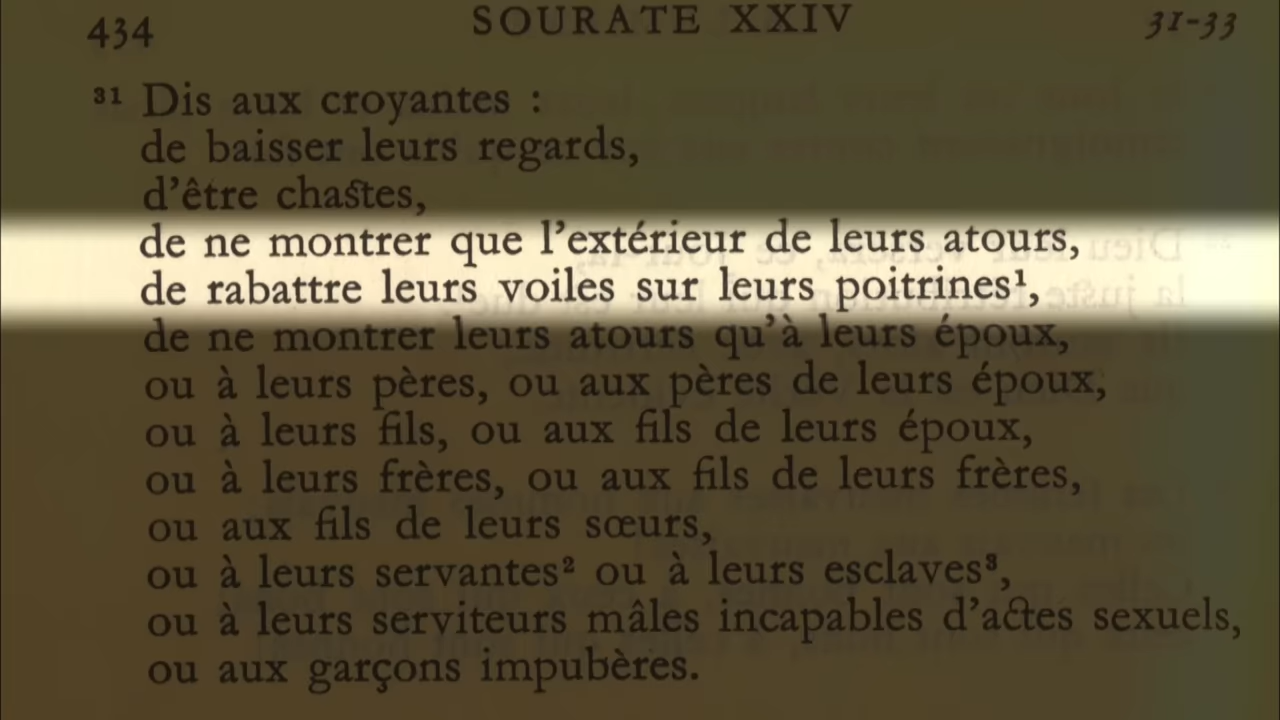 434 SOURATE XXIV 31-33
³¹ Dis aux croyantes :
de baisser leurs regards,
d'être chastes,
de ne montrer que l'extérieur de leurs atours,
de rabattre leurs voiles sur leurs poitrines¹,
de ne montrer leurs atours qu'à leurs époux,
ou à leurs pères, ou aux pères de leurs époux,
ou à leurs fils, ou aux fils de leurs époux,
ou à leurs frères, ou aux fils de leurs frères,
ou aux fils de leurs sœurs,
ou à leurs servantes² ou à leurs esclaves³,
ou à leurs serviteurs mâles incapables d'actes sexuels,
ou aux garçons impubères.